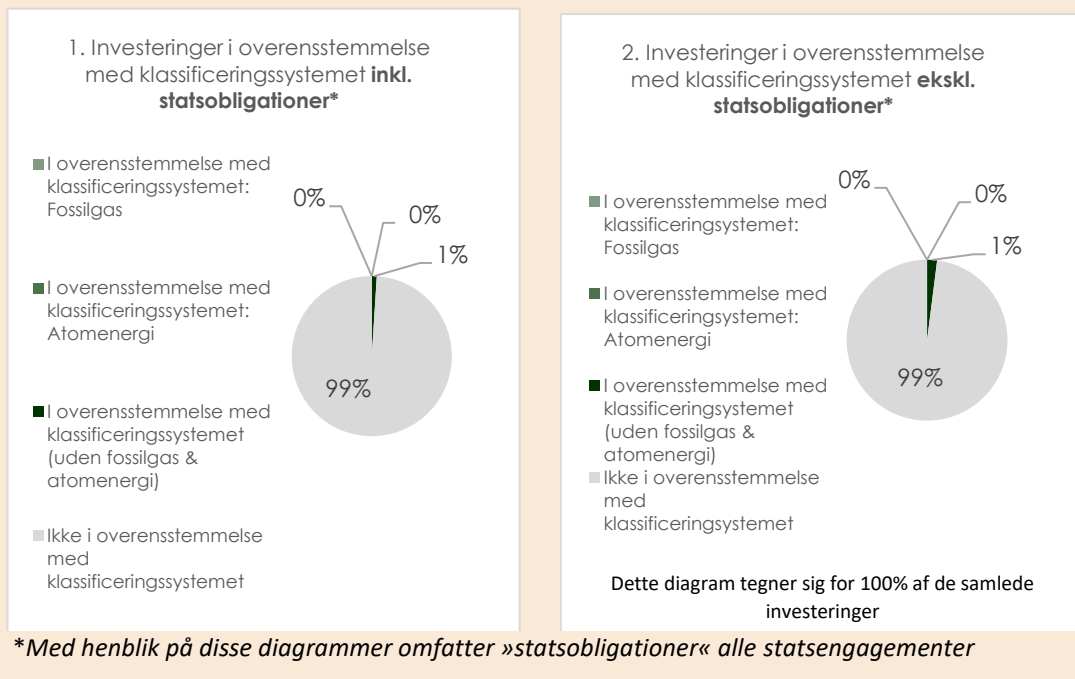 1. Investeringer i overensstemmelse
med klassificeringssystemet inkl.
statsobligationer*
I overensstemmelse med
klassificeringssystemet:
Fossilgas
I overensstemmelse med
klassificeringssystemet:
Atomenergi
I overensstemmelse med
klassificeringssystemet
(uden fossilgas &
atomenergi)
Ikke i overensstemmelse
med
klassificeringssystemet
0%
0%
1%
99%
2. Investeringer i overensstemmelse
med klassificeringssystemet ekskl.
statsobligationer*
I overensstemmelse med
klassificeringssystemet:
Fossilgas
I overensstemmelse med
klassificeringssystemet:
Atomenergi
I overensstemmelse med
klassificeringssystemet
(uden fossilgas &
atomenergi)
Ikke i overensstemmelse
med
klassificeringsystemet
0%
0%
1%
99%
Dette diagram tegner sig for 100% af de samlede
investeringer
*Med henblik på disse diagrammer omfatter »statsobligationer« alle statsengagementer